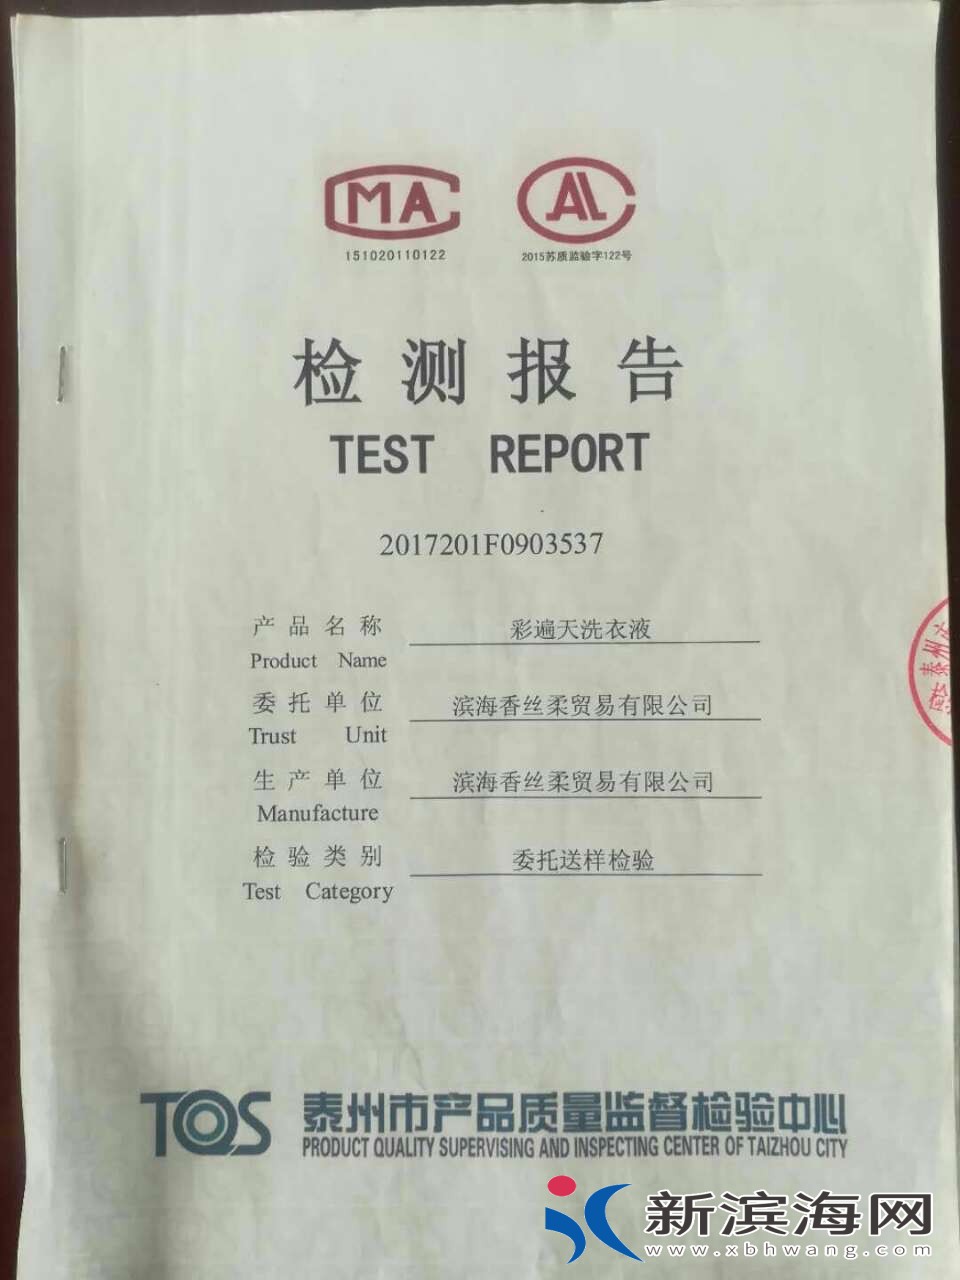 MA
151020110122
AL
2015苏质监验字122号
检测报告
TEST REPORT
2017201F0903537
产品名称 彩遍天洗衣液
Product Name
委托单位 滨海香丝柔贸易有限公司
Trust Unit
生产单位 滨海香丝柔贸易有限公司
Manufacture
检验类别 委托送样检验
Test Category
泰州
TQS 泰州市产品质量监督检验中心
PRODUCT QUALITY SUPERVISING AND INSPECTING CENTER OF TAIZHOU CITY
新滨海网
www.xbhwang.com